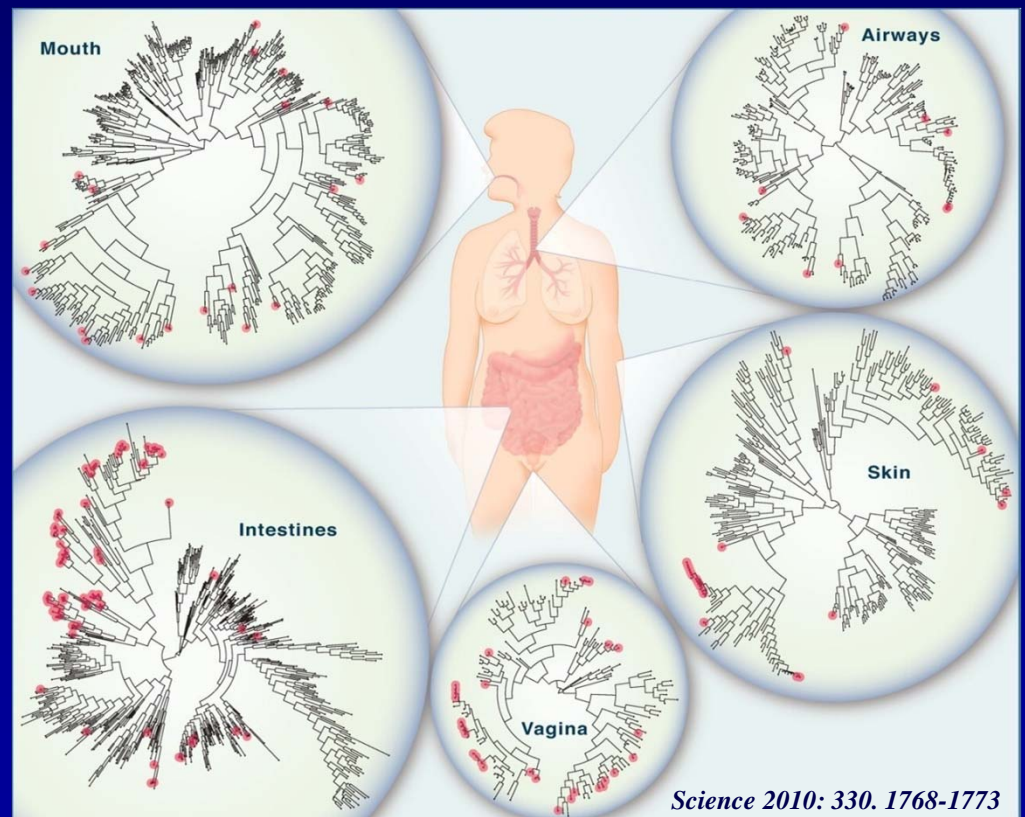 Mouth
Airways
Skin
Intestines
Vagina
Science 2010: 330. 1768-1773